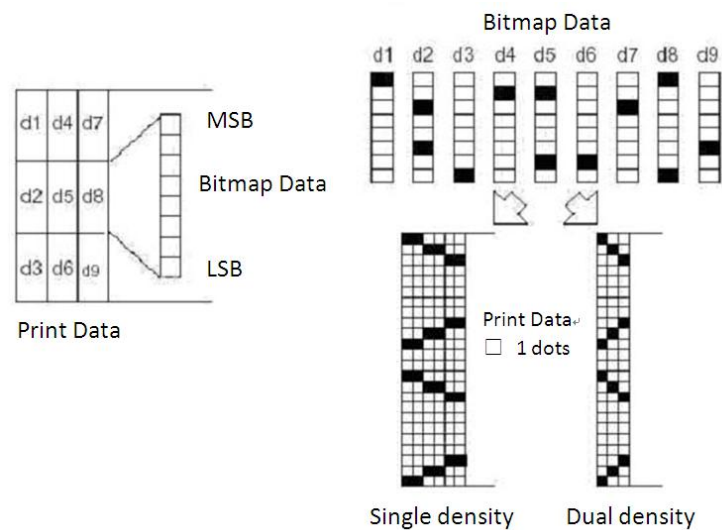 Bitmap Data
d1 d2 d3 d4 d5 d6 d7 d8 d9
d1 d4 d7
d2 d5 d8
d3 d6 d9
MSB
Bitmap Data
LSB
Print Data
Print Data↵
1 dots
Single density
Dual density